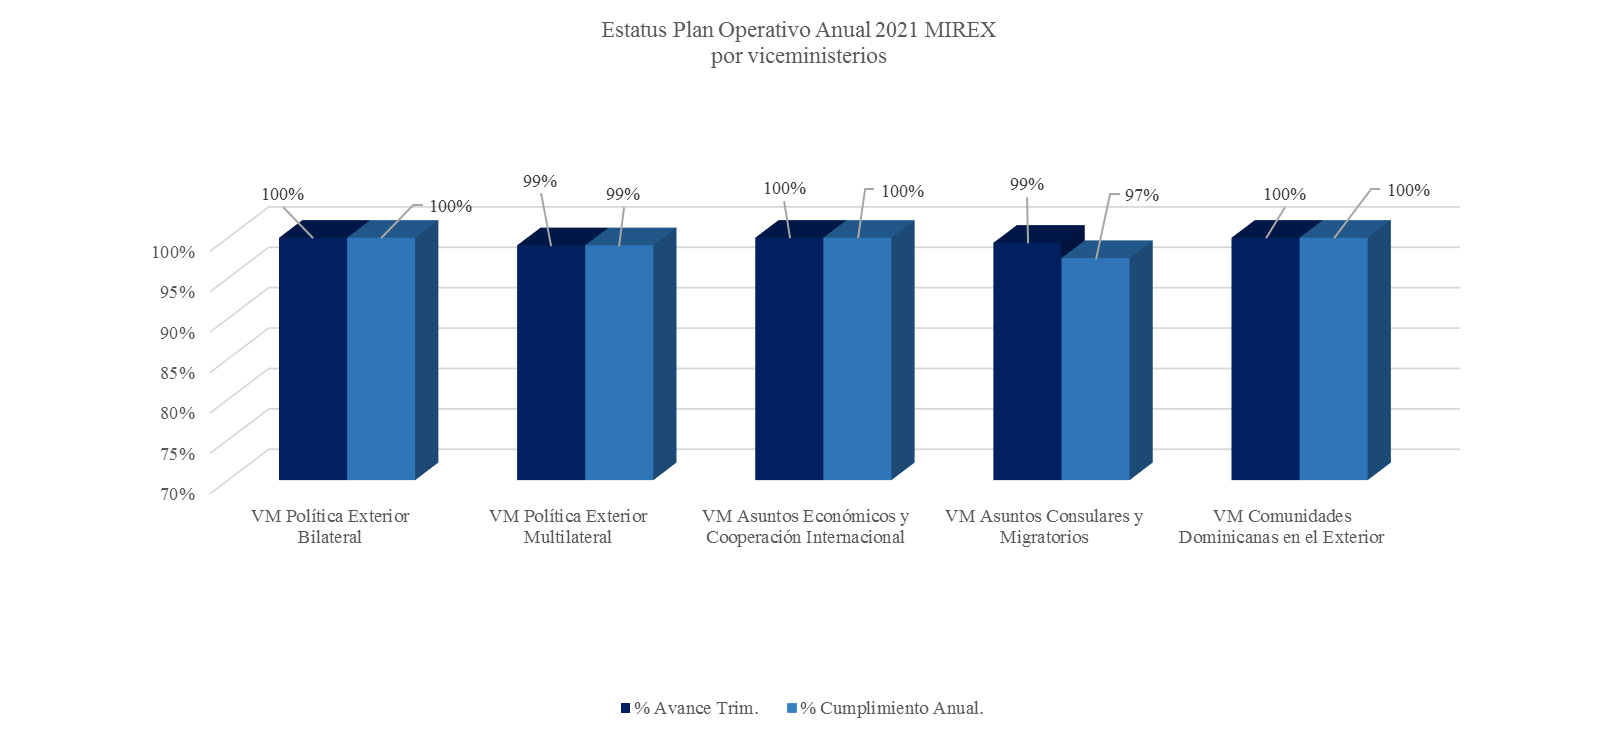 Estatus Plan Operativo Anual 2021 MIREX
por viceministerios
100%
100%
99%
99%
100%
100%
99%
97%
100%
100%
100%
95%
90%
85%
80%
75%
70%
VM Política Exterior
Bilateral
VM Política Exterior
Multilateral
VM Asuntos Económicos y
Cooperación Internacional
VM Asuntos Consulares y
Migratorios
VM Comunidades
Dominicanas en el Exterior
% Avance Trim.
% Cumplimiento Anual.